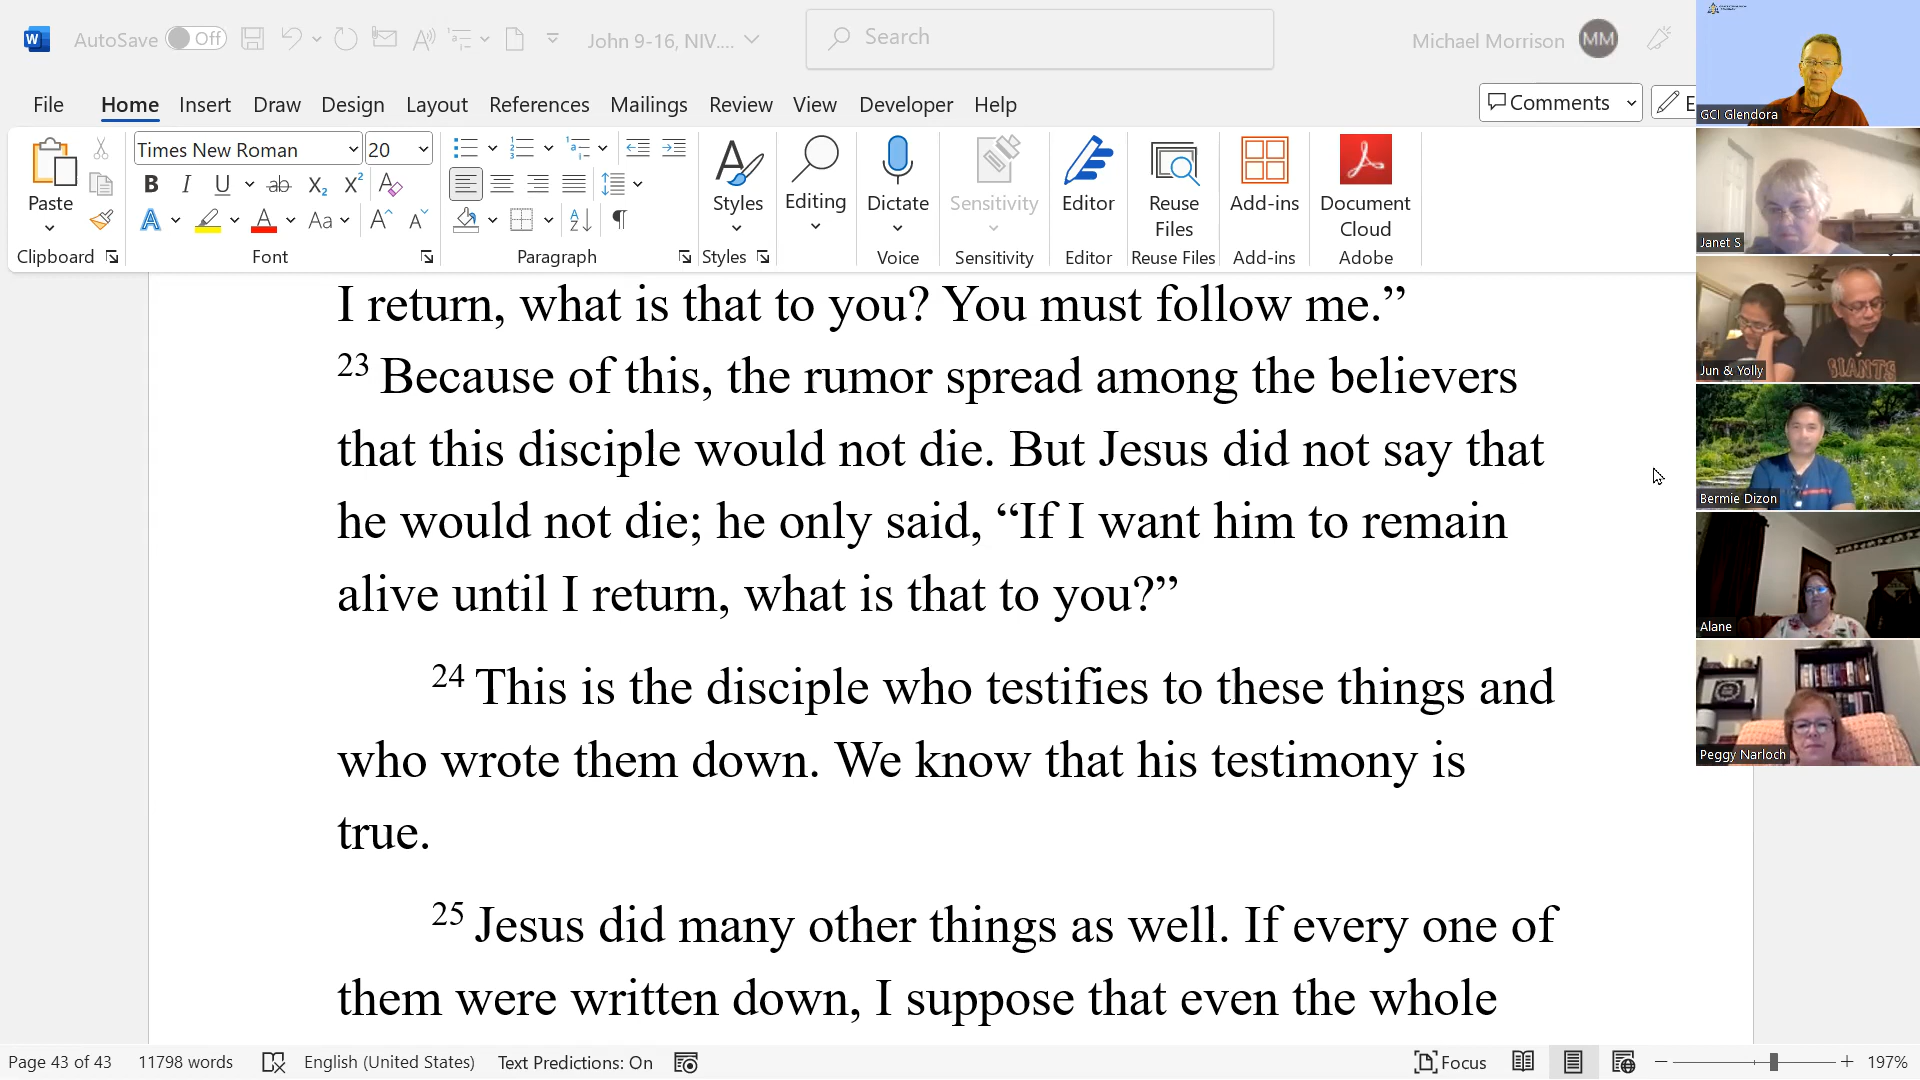 AutoSave Off John 9-16, NIV.... Search Michael Morrison MM
File Home Insert Draw Design Layout References Mailings Review View Developer Help Comments E
Times New Roman 20
Paste Styles Editing Dictate Sensitivity Editor Reuse Files Add-ins Document Cloud
Clipboard Font Paragraph Styles Voice Sensitivity Editor Reuse Files Add-ins Adobe
I return, what is that to you? You must follow me.”
23 Because of this, the rumor spread among the believers
that this disciple would not die. But Jesus did not say that
he would not die; he only said, “If I want him to remain
alive until I return, what is that to you?”
24 This is the disciple who testifies to these things and
who wrote them down. We know that his testimony is
true.
25 Jesus did many other things as well. If every one of
them were written down, I suppose that even the whole
Page 43 of 43 11798 words English (United States) Text Predictions: On Focus 197%
GCI Glendora
Janet S
GIANTS
Jun & Yolly
Bermie Dizon
Alane
Peggy Narloch